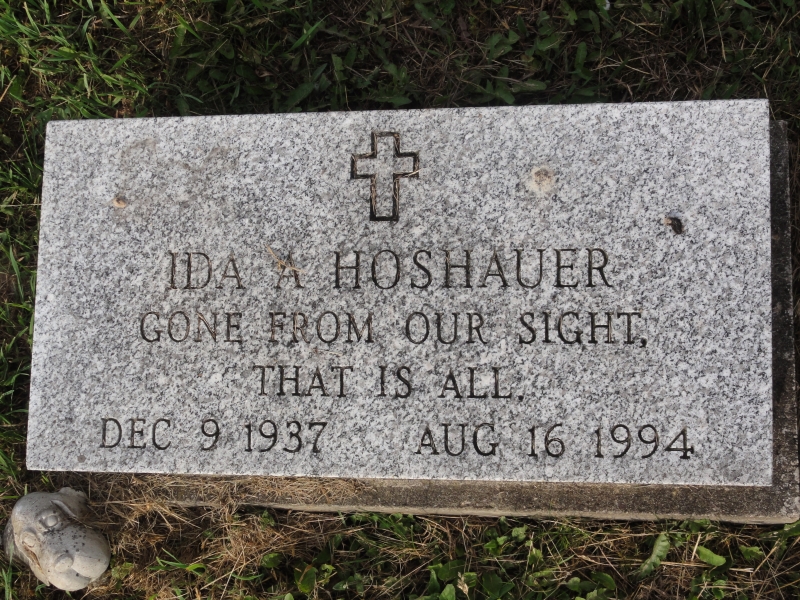 IDA A HOSHAUER
GONE FROM OUR SIGHT,
THAT IS ALL.
DEC 9 1937 AUG 16 1994